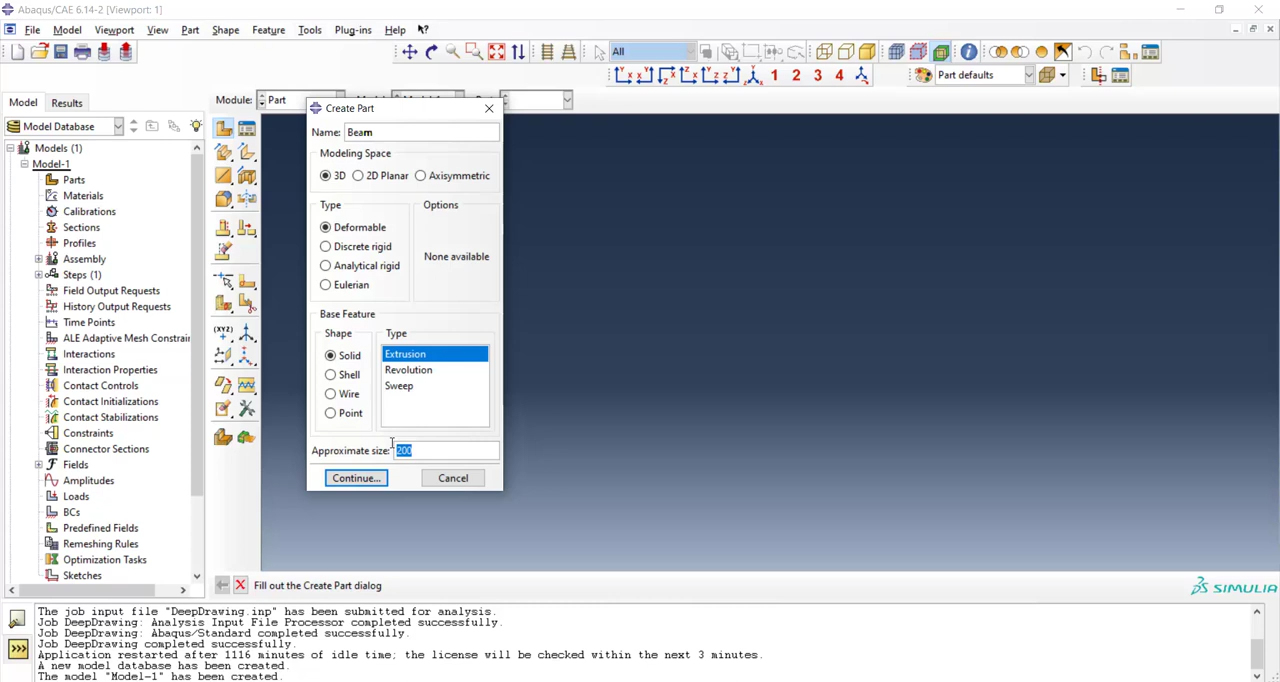 Abaqus/CAE 6.14-2 [Viewport: 1]
File Model Viewport View Part Shape Feature Tools Plug-ins Help
All
1 2 3 4 Part defaults
Model Results Module: Part
Create Part
Model Database
Name: Beam
Models (1)
Model-1
Modeling Space
3D 2D Planar Axisymmetric
Parts
Materials
Calibrations
Sections
Profiles
Assembly
Steps (1)
Field Output Requests
History Output Requests
Time Points
ALE Adaptive Mesh Constrai
Interactions
Interaction Properties
Contact Controls
Contact Initializations
Contact Stabilizations
Constraints
Connector Sections
Fields
Amplitudes
Loads
BCs
Predefined Fields
Remeshing Rules
Optimization Tasks
Sketches
Type Options
Deformable
Discrete rigid
Analytical rigid
Eulerian
None available
Base Feature
Shape Type
Solid
Shell
Wire
Point
Extrusion
Revolution
Sweep
Approximate size: 200
Continue... Cancel
(XYZ)
Fill out the Create Part dialog
SIMULIA
The job input file "DeepDrawing.inp" has been submitted for analysis.
Job DeepDrawing: Analysis Input File Processor completed successfully.
Job DeepDrawing: Abaqus/Standard completed successfully.
Job DeepDrawing completed successfully.
Application restarted after 1116 minutes of idle time; the license will be checked within the next 3 minutes.
A new model database has been created.
The model "Model-1" has been created.